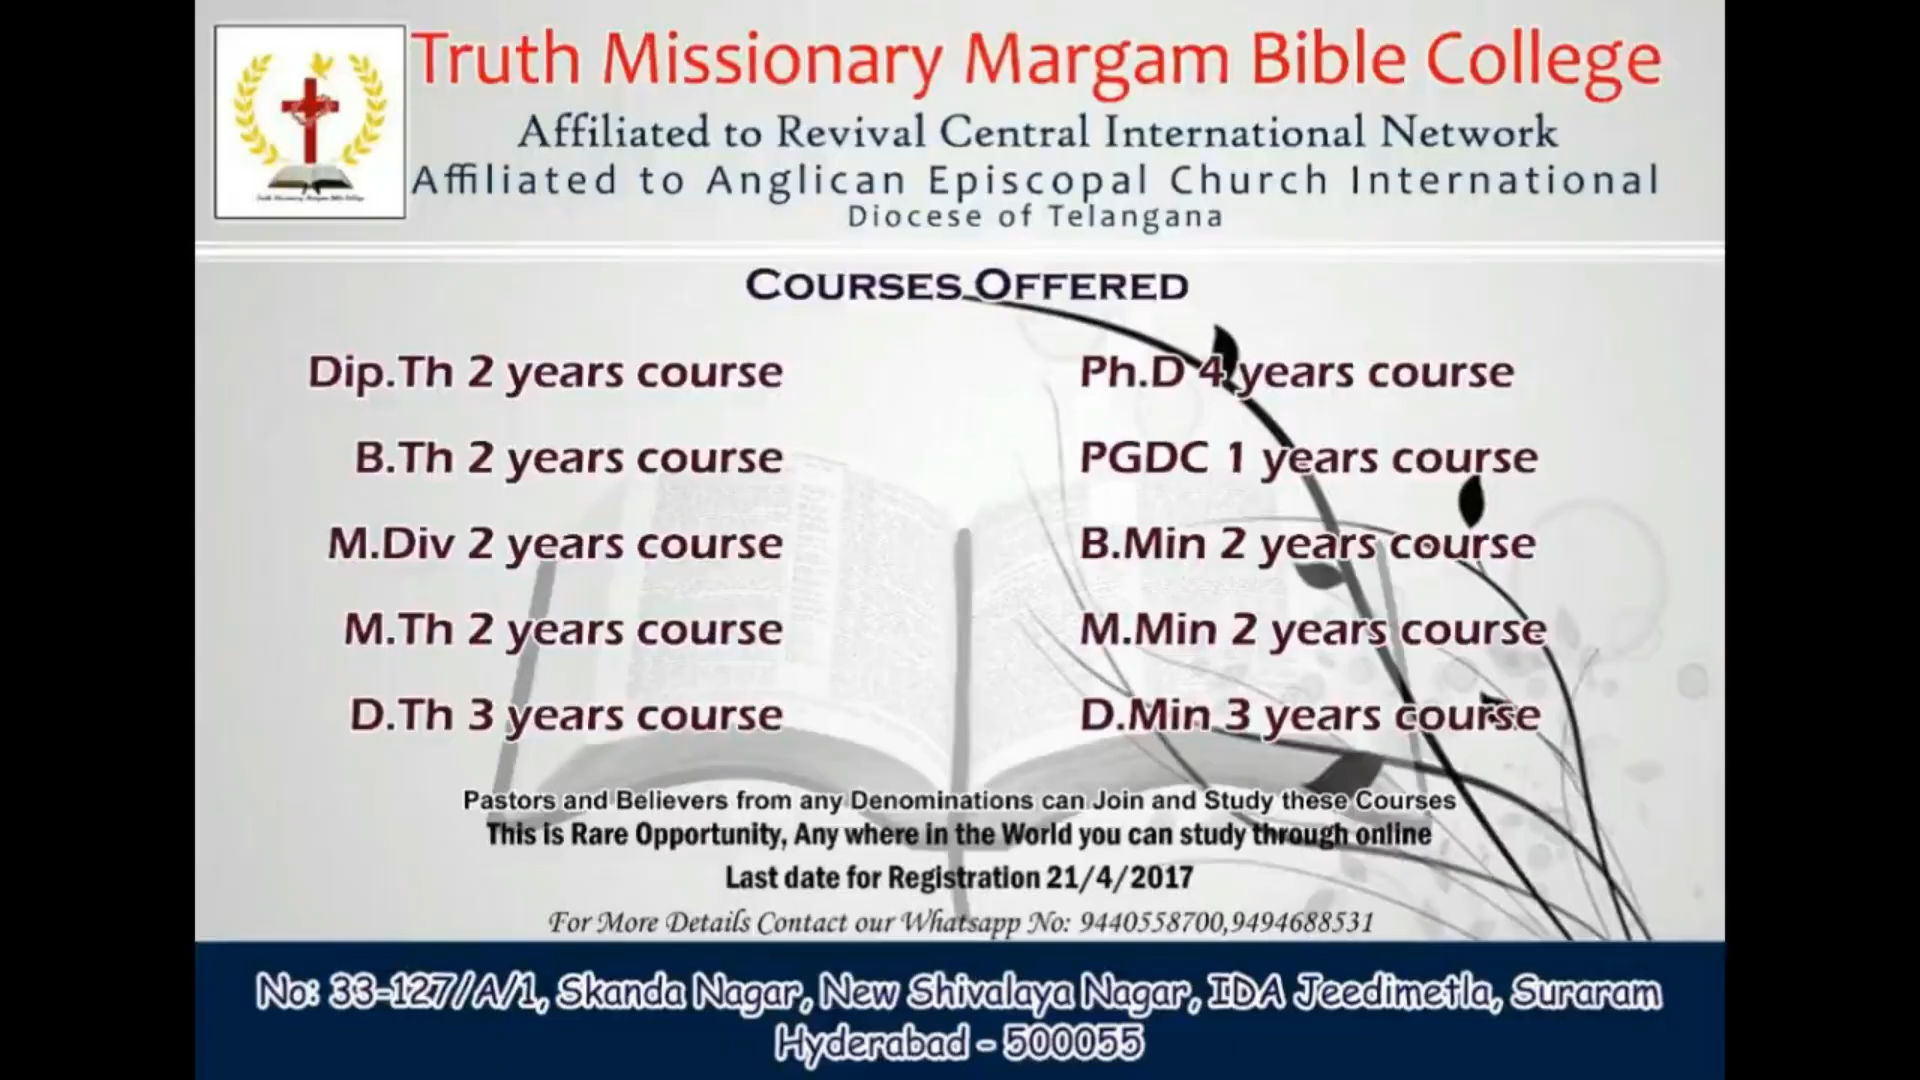 Truth Missionary Margam Bible College
Affiliated to Revival Central International Network
Affiliated to Anglican Episcopal Church International
Diocese of Telangana
Courses Offered
Dip.Th 2 years course
B.Th 2 years course
M.Div 2 years course
M.Th 2 years course
D.Th 3 years course
Ph.D 4 years course
PGDC 1 years course
B.Min 2 years course
M.Min 2 years course
D.Min 3 years course
Pastors and Believers from any Denominations can Join and Study these Courses
This is Rare Opportunity, Any where in the World you can study through online
Last date for Registration 21/4/2017
For More Details Contact our Whatsapp No: 9440558700,9494688531
No: 33-127/A/1, Skanda Nagar, New Shivalaya Nagar, IDA Jeedimetla, Suraram
Hyderabad - 500055